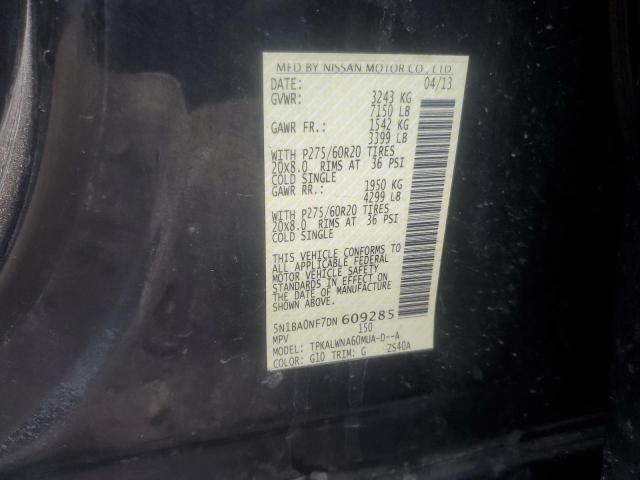 MFD BY NISSAN MOTOR CO., LTD.
DATE: 04/13
GVWR: 3243 KG
7150 LB
GAWR FR.: 1542 KG
3399 LB
WITH P275/60R20 TIRES
20X8.0 RIMS AT 36 PSI
COLD SINGLE
GAWR RR.: 1950 KG
4299 LB
WITH P275/60R20 TIRES
20X8.0 RIMS AT 36 PSI
COLD SINGLE
THIS VEHICLE CONFORMS TO
ALL APPLICABLE FEDERAL
MOTOR VEHICLE SAFETY
STANDARDS IN EFFECT ON
THE DATE OF MANUFACTURE
SHOWN ABOVE.
5N1BA0NF7DN 609285
MPV 150
MODEL: TPKALWNA60MUA-D--A
COLOR: G10 TRIM: G ZS40A